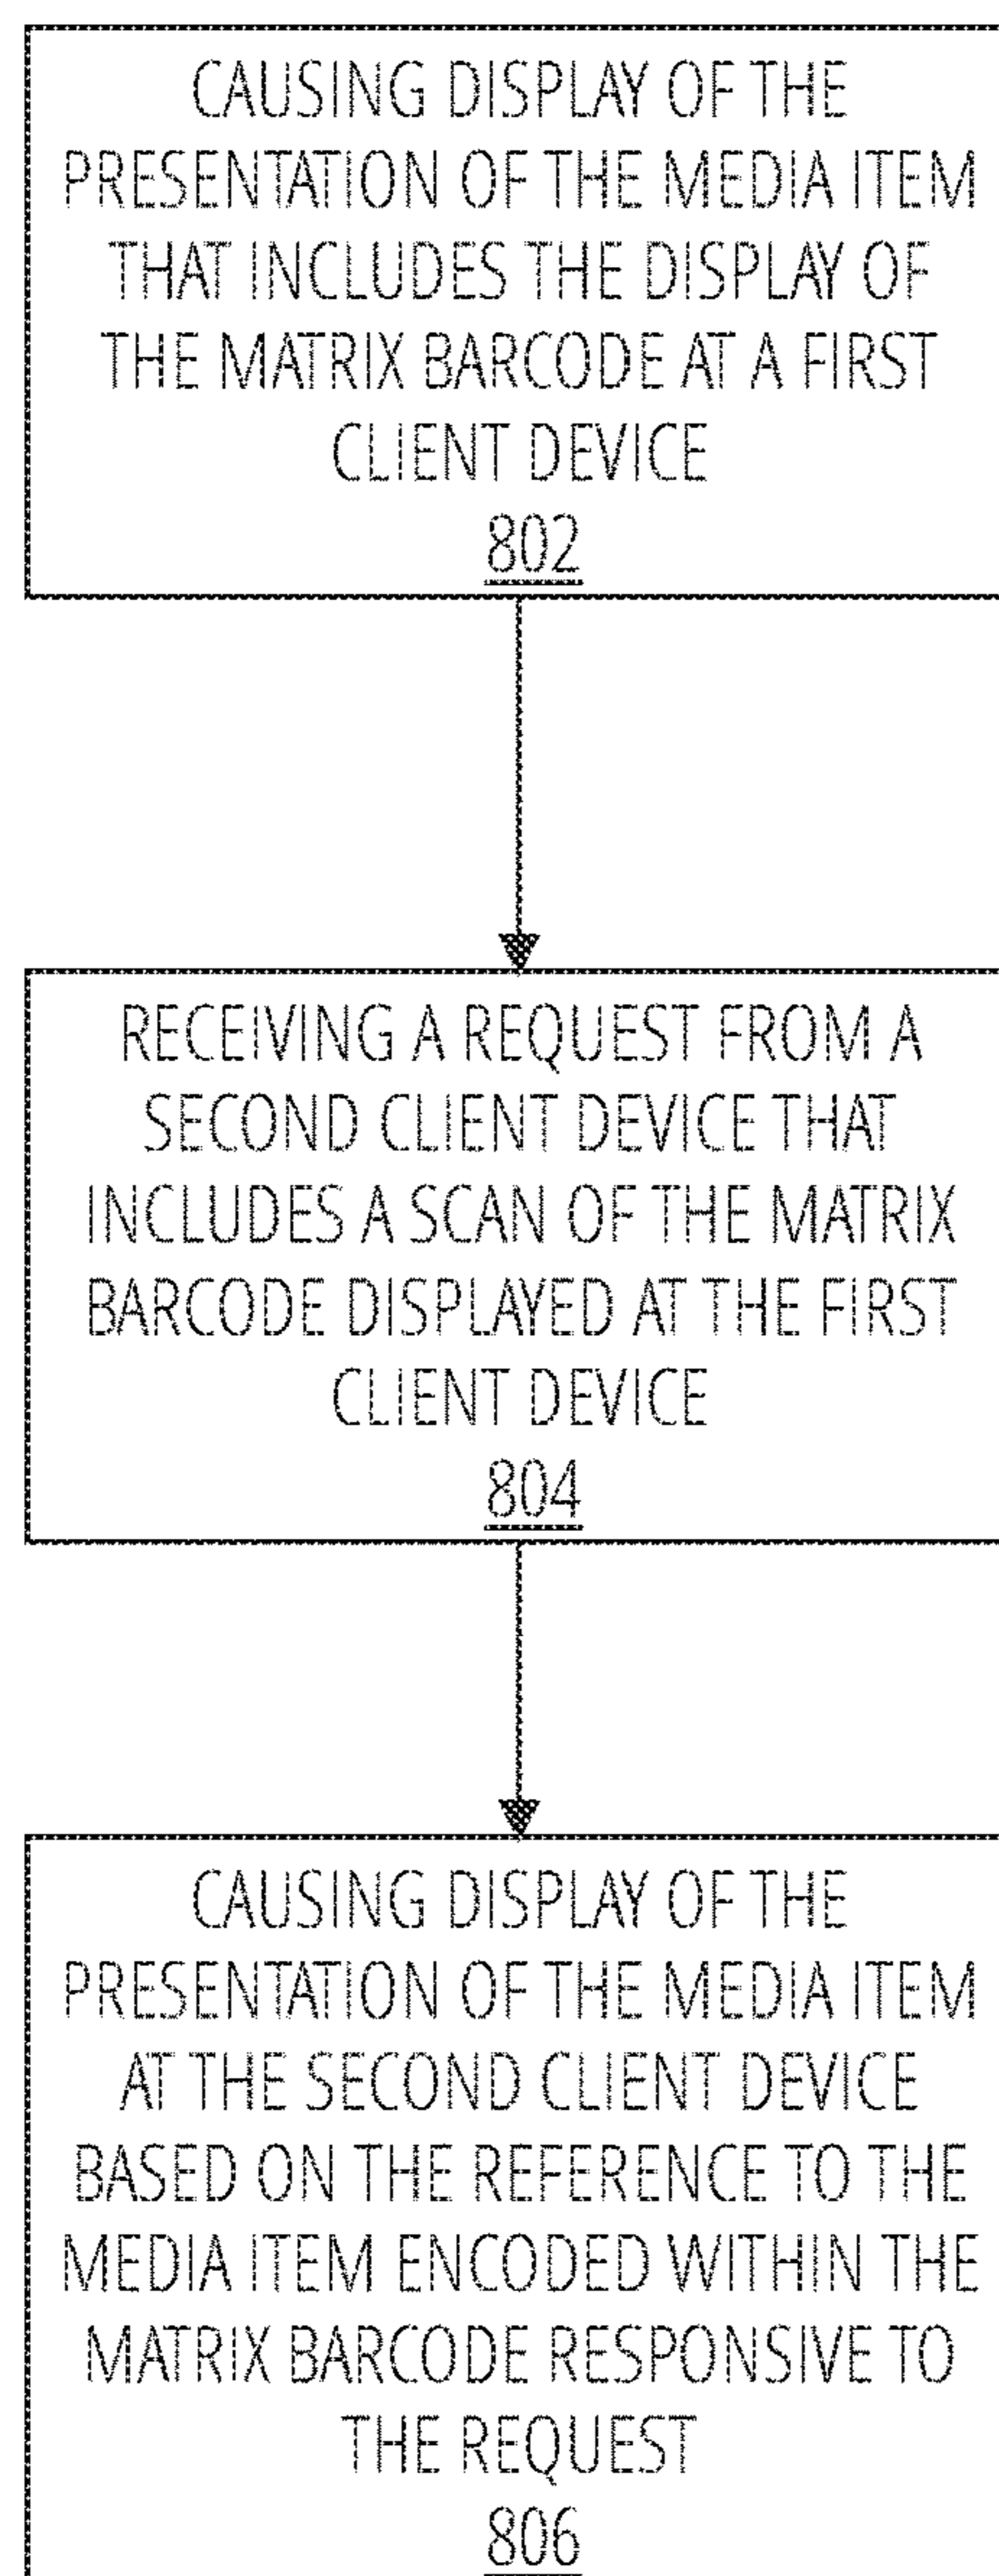 CAUSING DISPLAY OF THE
PRESENTATION OF THE MEDIA ITEM
THAT INCLUDES THE DISPLAY OF
THE MATRIX BARCODE AT A FIRST
CLIENT DEVICE
802
RECEIVING A REQUEST FROM A
SECOND CLIENT DEVICE THAT
INCLUDES A SCAN OF THE MATRIX
BARCODE DISPLAYED AT THE FIRST
CLIENT DEVICE
804
CAUSING DISPLAY OF THE
PRESENTATION OF THE MEDIA ITEM
AT THE SECOND CLIENT DEVICE
BASED ON THE REFERENCE TO THE
MEDIA ITEM ENCODED WITHIN THE
MATRIX BARCODE RESPONSIVE TO
THE REQUEST
806